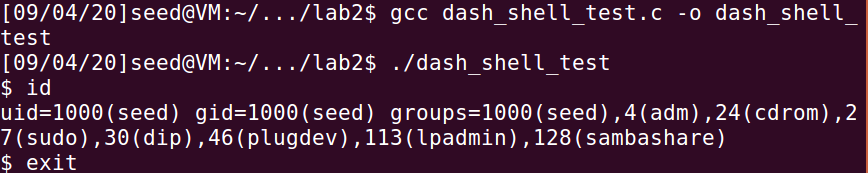 [09/04/20]seed@VM:~/.../lab2$ gcc dash_shell_test.c -o dash_shell_
test
[09/04/20]seed@VM:~/.../lab2$ ./dash_shell_test
$ id
uid=1000(seed) gid=1000(seed) groups=1000(seed),4(adm),24(cdrom),2
7(sudo),30(dip),46(plugdev),113(lpadmin),128(sambashare)
$ exit